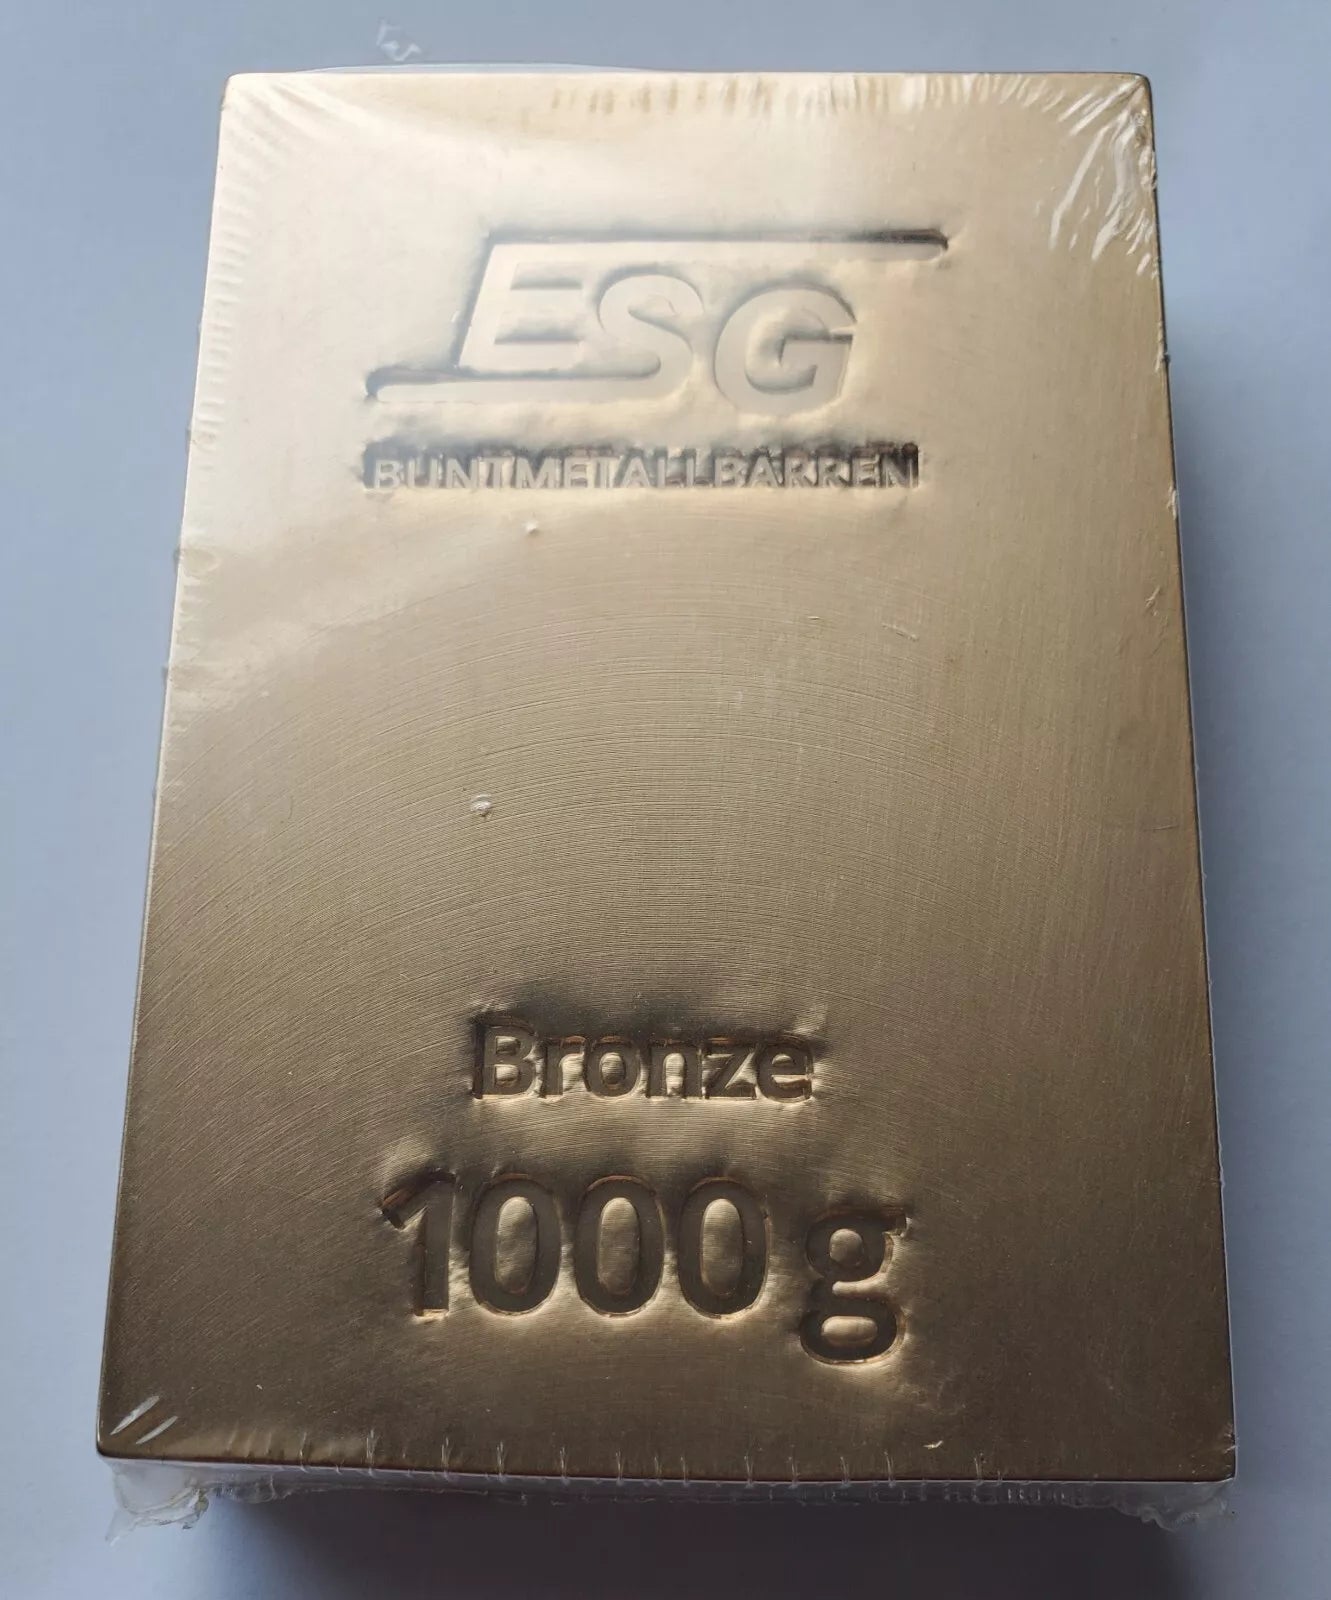 ESG
BUNTMETALLBARREN
Bronze
1000 g